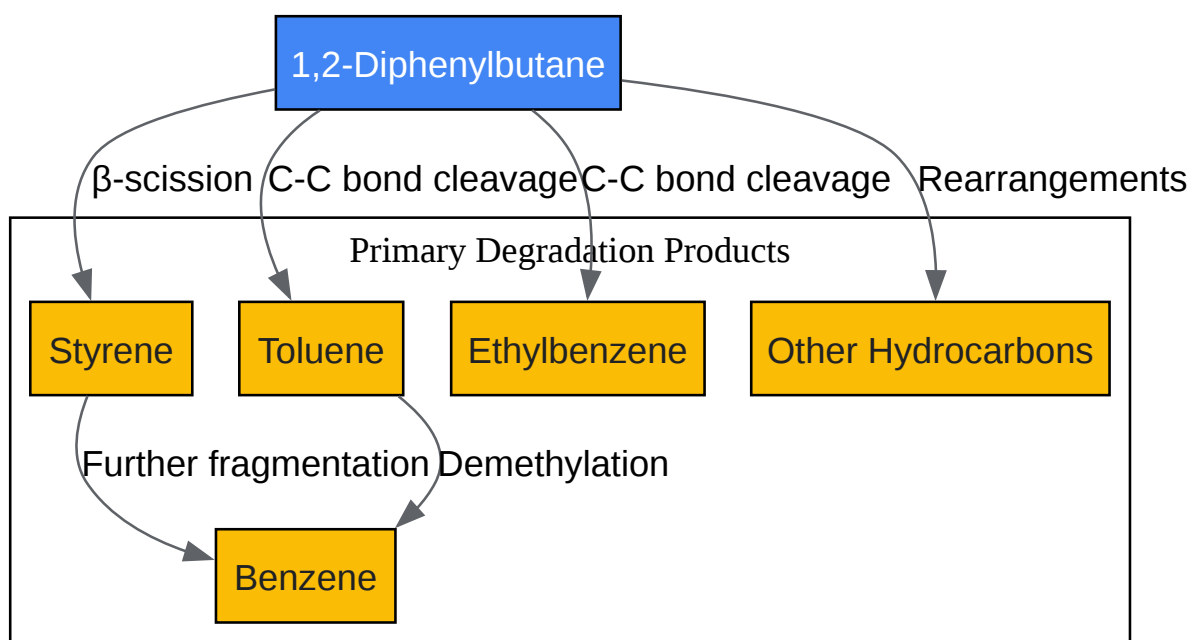 1,2-Diphenylbutane
β-scission
C-C bond cleavage
C-C bond cleavage
Rearrangements
Primary Degradation Products
Styrene
Toluene
Ethylbenzene
Other Hydrocarbons
Further fragmentation
Demethylation
Benzene